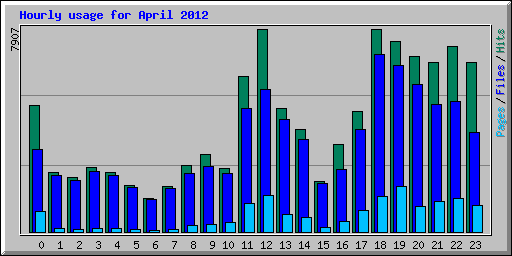 Hourly usage for April 2012
7907
Pages / Files / Hits
0 1 2 3 4 5 6 7 8 9 10 11 12 13 14 15 16 17 18 19 20 21 22 23